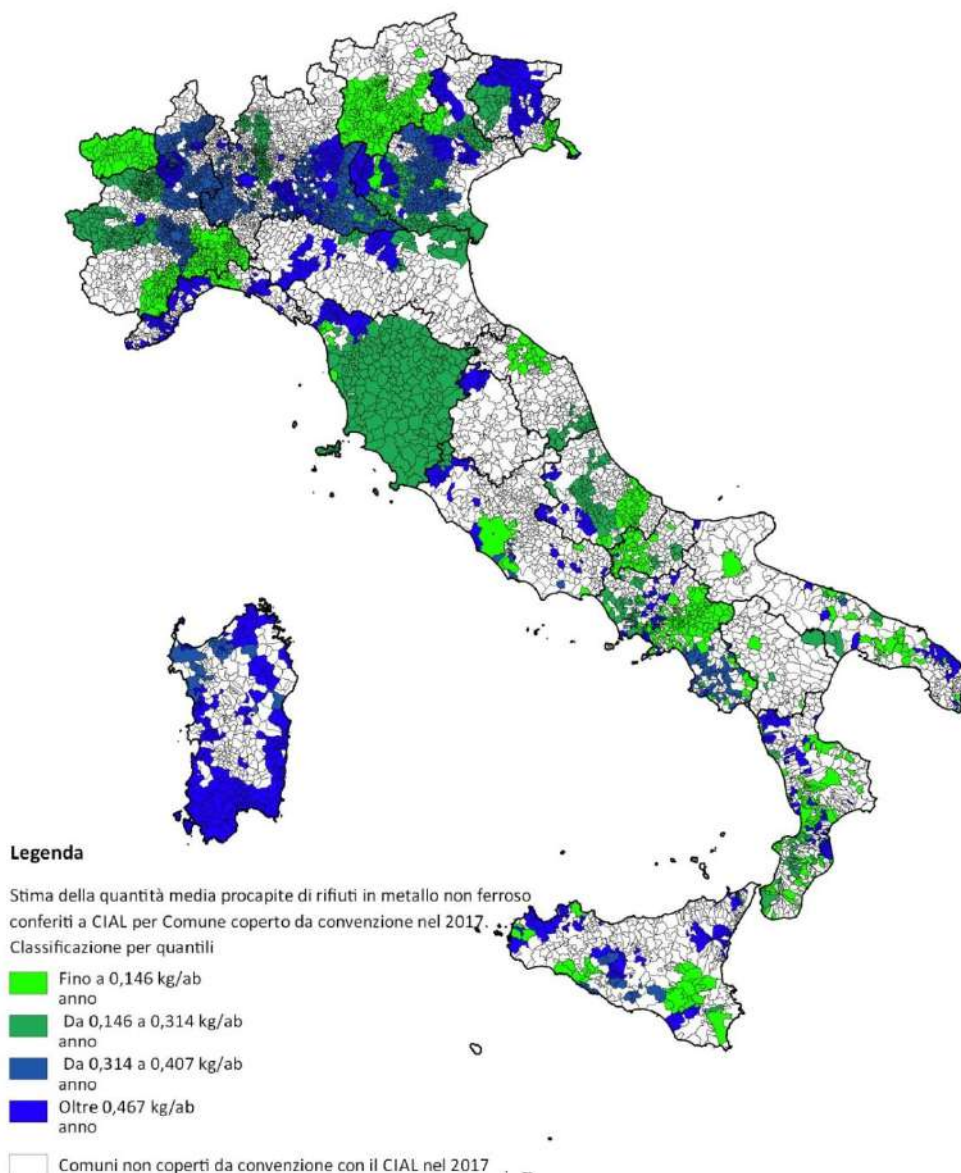 Legenda
Stima della quantità media procapite di rifiuti in metallo non ferroso
conferiti a CIAL per Comune coperto da convenzione nel 2017
Classificazione per quantili
Fino a 0,146 kg/ab
anno
Da 0,146 a 0,314 kg/ab
anno
Da 0,314 a 0,407 kg/ab
anno
Oltre 0,467 kg/ab
anno
Comuni non coperti da convenzione con il CIAL nel 2017